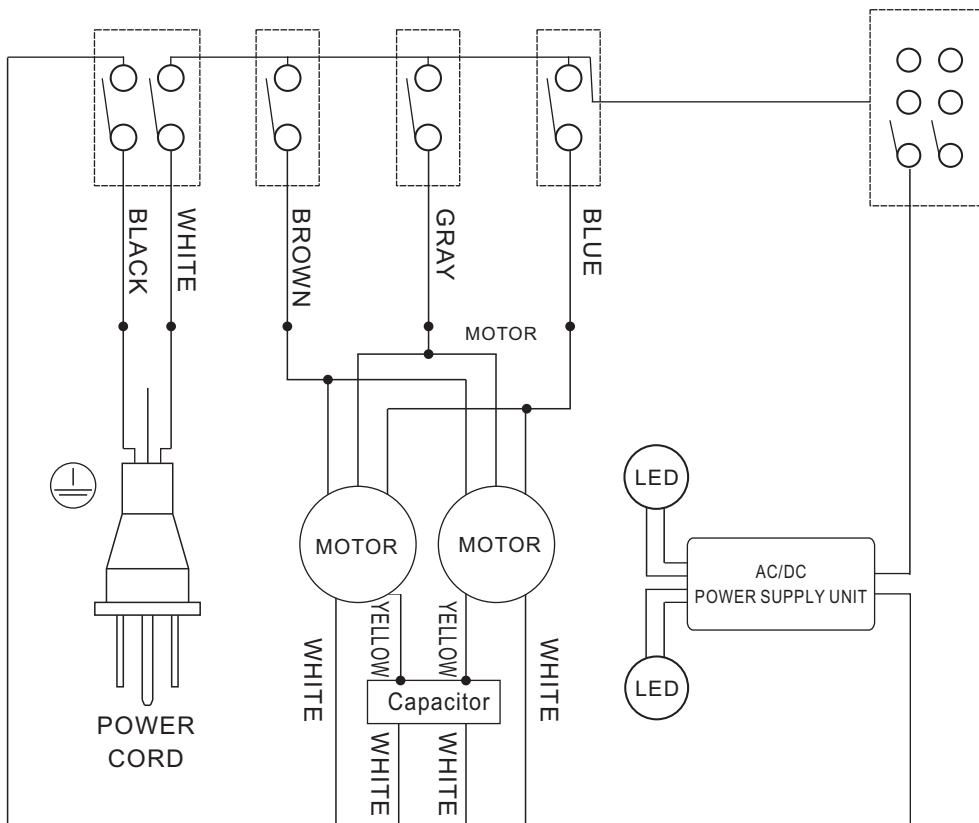 BLACK
WHITE
BROWN
GRAY
BLUE
MOTOR
LED
MOTOR
MOTOR
AC/DC
POWER SUPPLY UNIT
YELLOW
YELLOW
WHITE
WHITE
LED
Capacitor
POWER
CORD
WHITE
WHITE